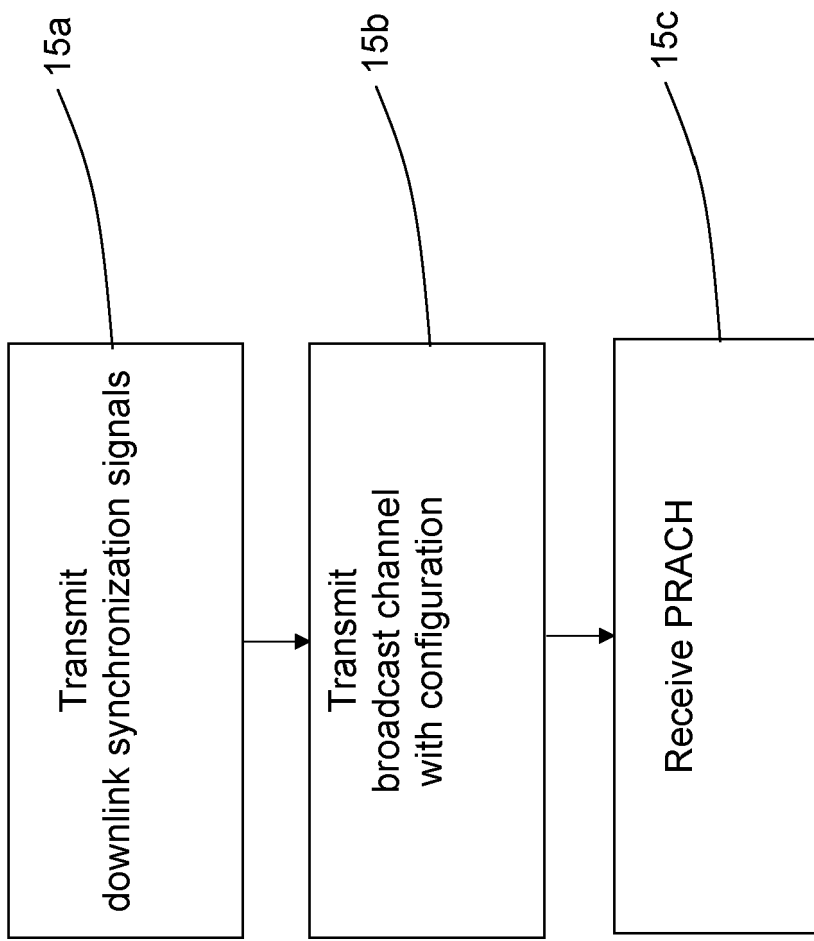 Transmit
downlink synchronization signals
15a
Transmit
broadcast channel
with configuration
15b
Receive PRACH
15c